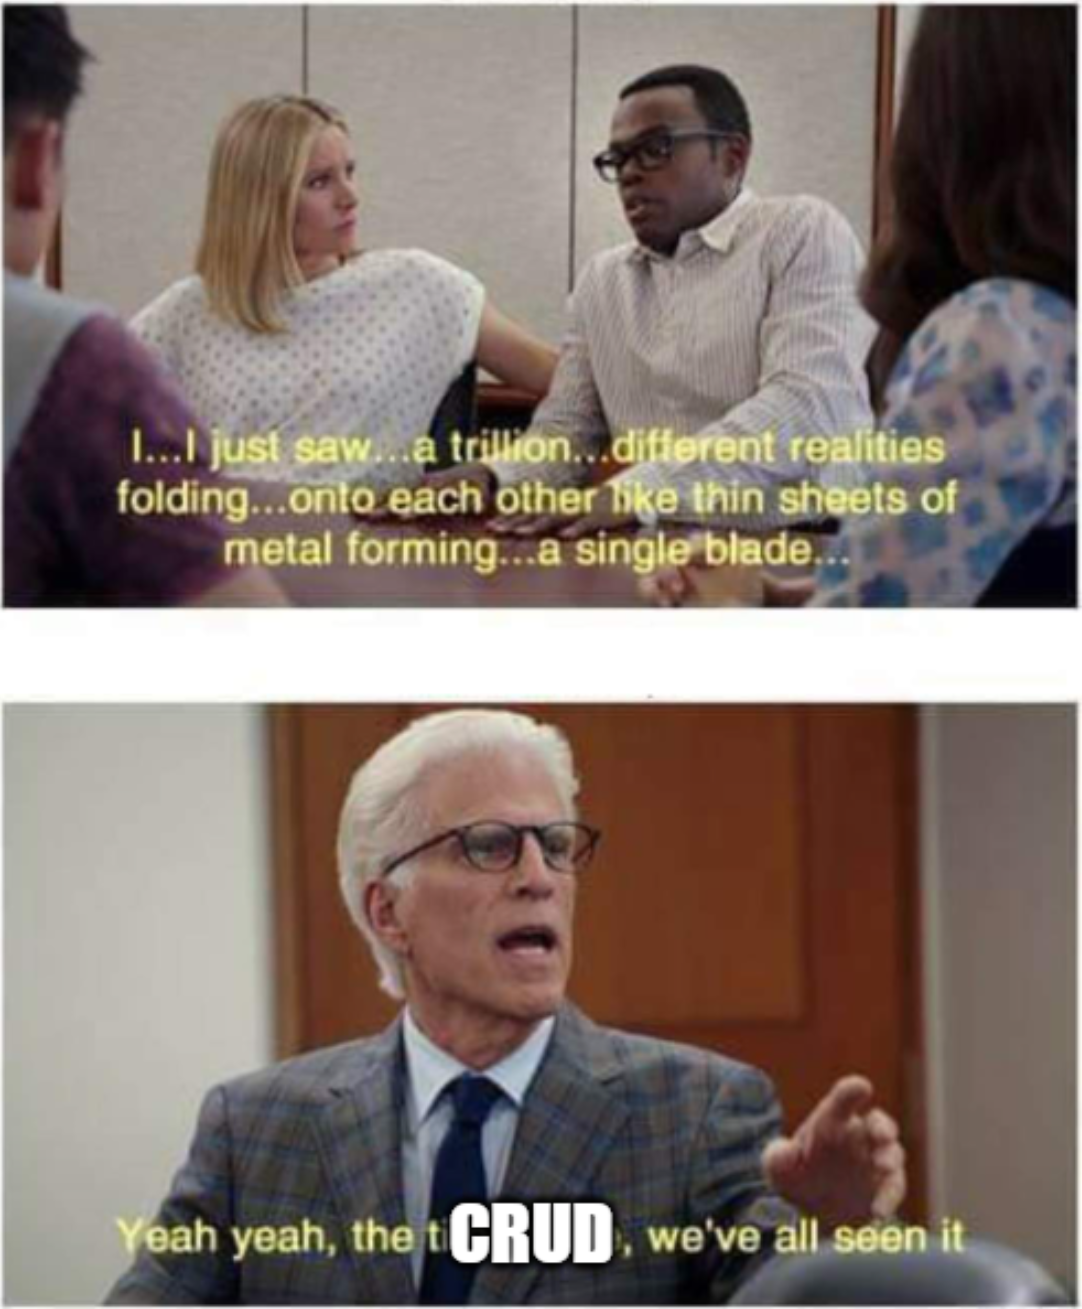 I...I just saw...a trillion...different realities
folding...onto each other like thin sheets of
metal forming...a single blade...
Yeah yeah, the ti CRUD, we've all seen it